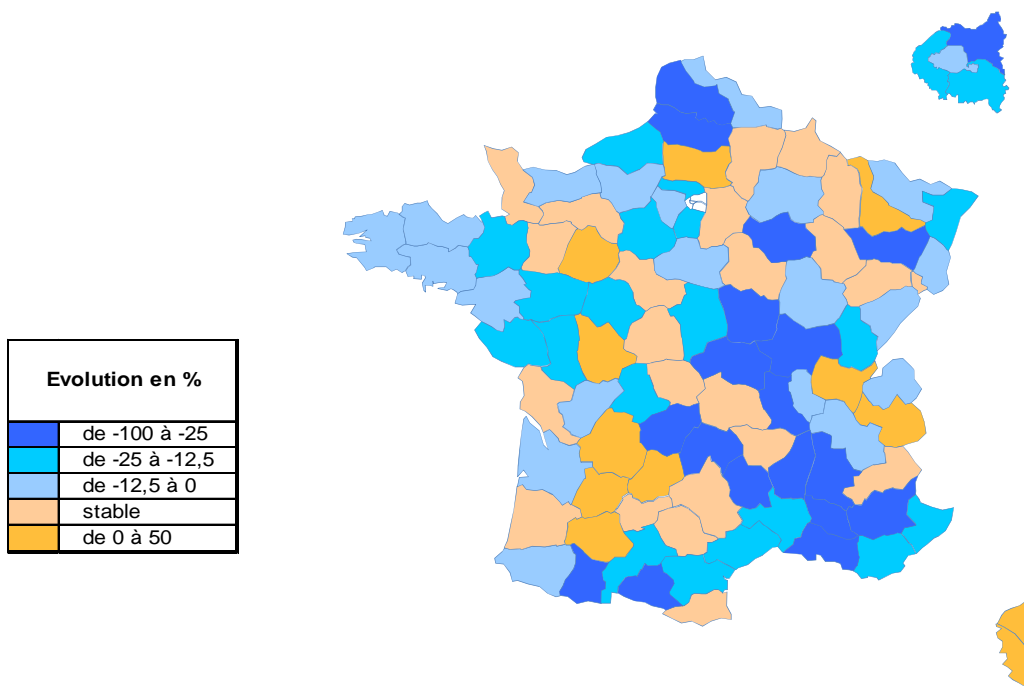 Evolution en %
de -100 à -25
de -25 à -12,5
de -12,5 à 0
stable
de 0 à 50